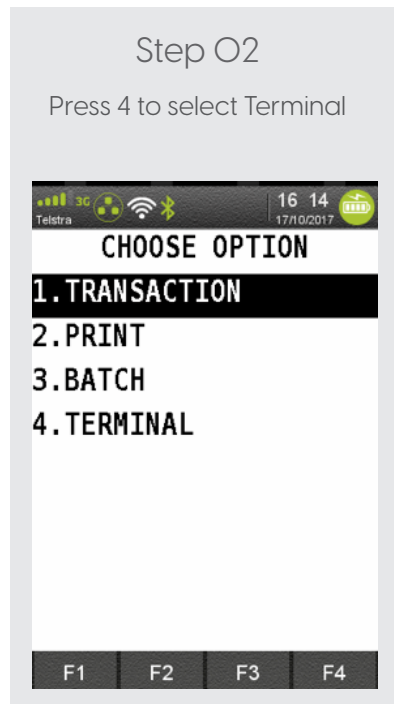 Step O2
Press 4 to select Terminal
3G
Telstra
16 14
17/10/2017
CHOOSE OPTION
1.TRANSACTION
2.PRINT
3.BATCH
4.TERMINAL
F1 F2 F3 F4